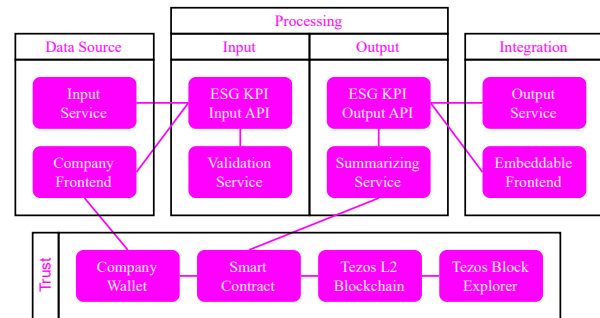 Processing
Data Source
Input
Output
Integration
Input
Service
ESG KPI
Input API
ESG KPI
Output API
Output
Service
Company
Frontend
Validation
Service
Summarizing
Service
Embeddable
Frontend
Trust
Company
Wallet
Smart
Contract
Tezos L2
Blockchain
Tezos Block
Explorer